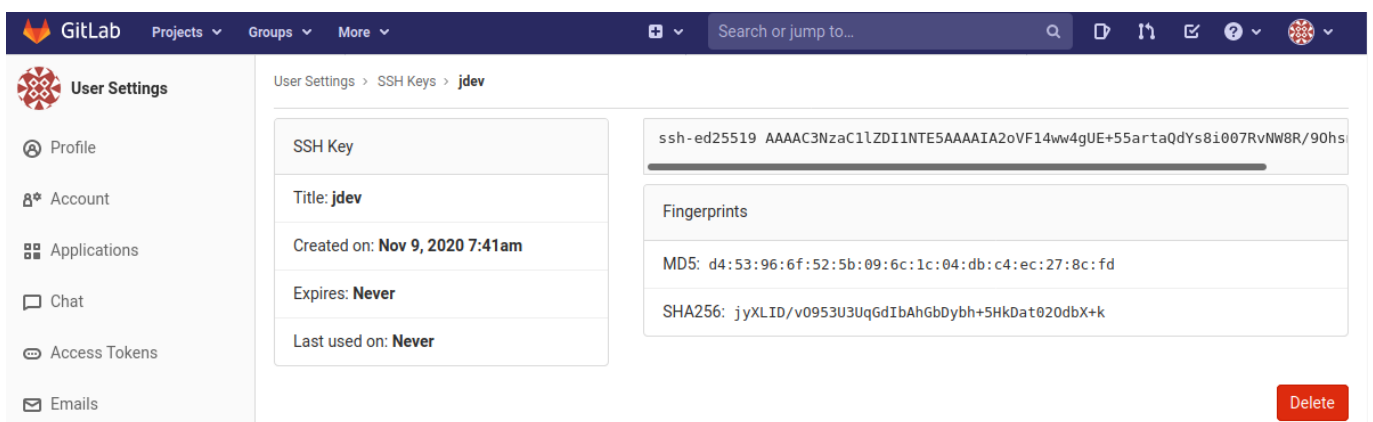 GitLab Projects Groups More Search or jump to...
User Settings
User Settings > SSH Keys > jdev
Profile
Account
Applications
Chat
Access Tokens
Emails
SSH Key
Title: jdev
Created on: Nov 9, 2020 7:41am
Expires: Never
Last used on: Never
ssh-ed25519 AAAAC3NzaC1lZDI1NTE5AAAAIA2oVF14ww4gUE+55artaQdYs8i007RvNW8R/9Ohs
Fingerprints
MD5: d4:53:96:6f:52:5b:09:6c:1c:04:db:c4:ec:27:8c:fd
SHA256: jyXLID/vO953U3UqGdIbAhGbDybh+5HkDat02OdbX+k
Delete